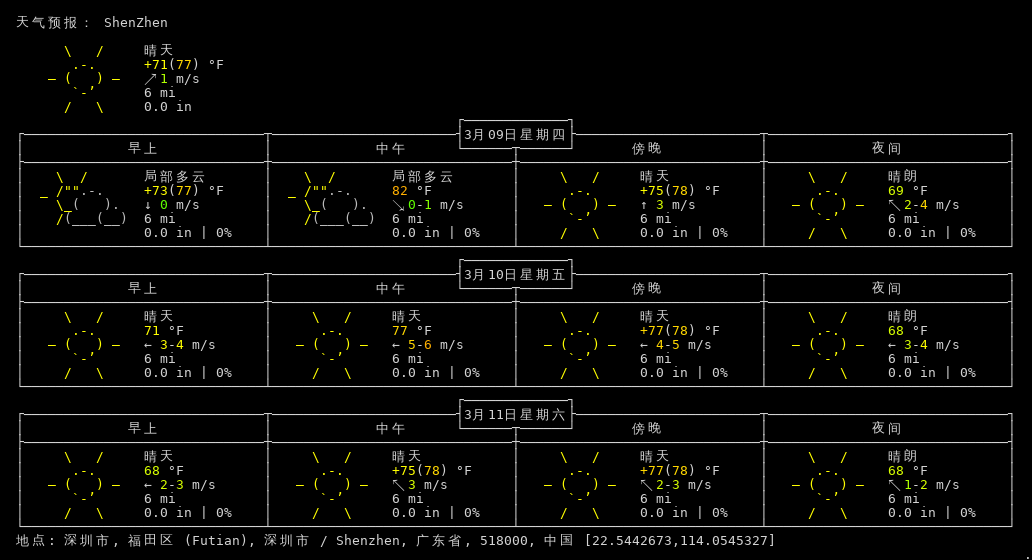 天气预报： ShenZhen
晴天
+71(77) °F
↗ 1 m/s
6 mi
0.0 in
3月09日星期四
早上 中午 傍晚 夜间
局部多云 局部多云 晴天 晴朗
+73(77) °F 82 °F +75(78) °F 69 °F
↓ 0 m/s ↘ 0-1 m/s ↑ 3 m/s ↖ 2-4 m/s
6 mi 6 mi 6 mi 6 mi
0.0 in | 0% 0.0 in | 0% 0.0 in | 0% 0.0 in | 0%
3月10日星期五
早上 中午 傍晚 夜间
晴天 晴天 晴天 晴朗
71 °F 77 °F +77(78) °F 68 °F
← 3-4 m/s ← 5-6 m/s ← 4-5 m/s ← 3-4 m/s
6 mi 6 mi 6 mi 6 mi
0.0 in | 0% 0.0 in | 0% 0.0 in | 0% 0.0 in | 0%
3月11日星期六
早上 中午 傍晚 夜间
晴天 晴天 晴天 晴朗
68 °F +75(78) °F +77(78) °F 68 °F
← 2-3 m/s ↖ 3 m/s ↖ 2-3 m/s ↖ 1-2 m/s
6 mi 6 mi 6 mi 6 mi
0.0 in | 0% 0.0 in | 0% 0.0 in | 0% 0.0 in | 0%
地点: 深圳市, 福田区 (Futian), 深圳市 / Shenzhen, 广东省, 518000, 中国 [22.5442673,114.0545327]